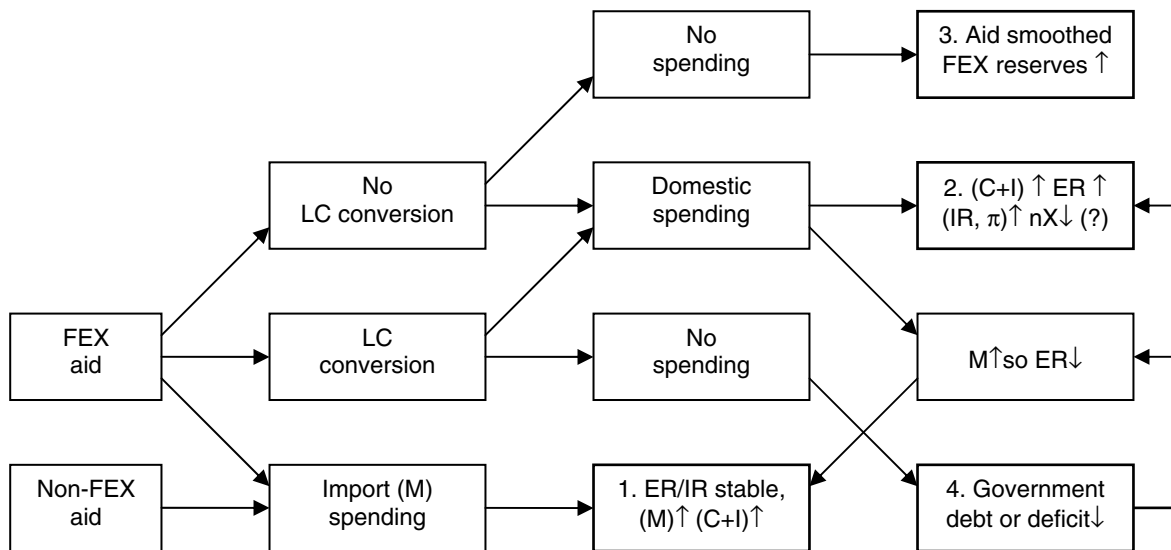 No
spending
3. Aid smoothed
FEX reserves ↑
No
LC conversion
Domestic
spending
2. (C+I) ↑ ER ↑
(IR, π)↑ nX↓ (?)
FEX
aid
LC
conversion
No
spending
M↑so ER↓
Non-FEX
aid
Import (M)
spending
1. ER/IR stable,
(M)↑ (C+I)↑
4. Government
debt or deficit↓